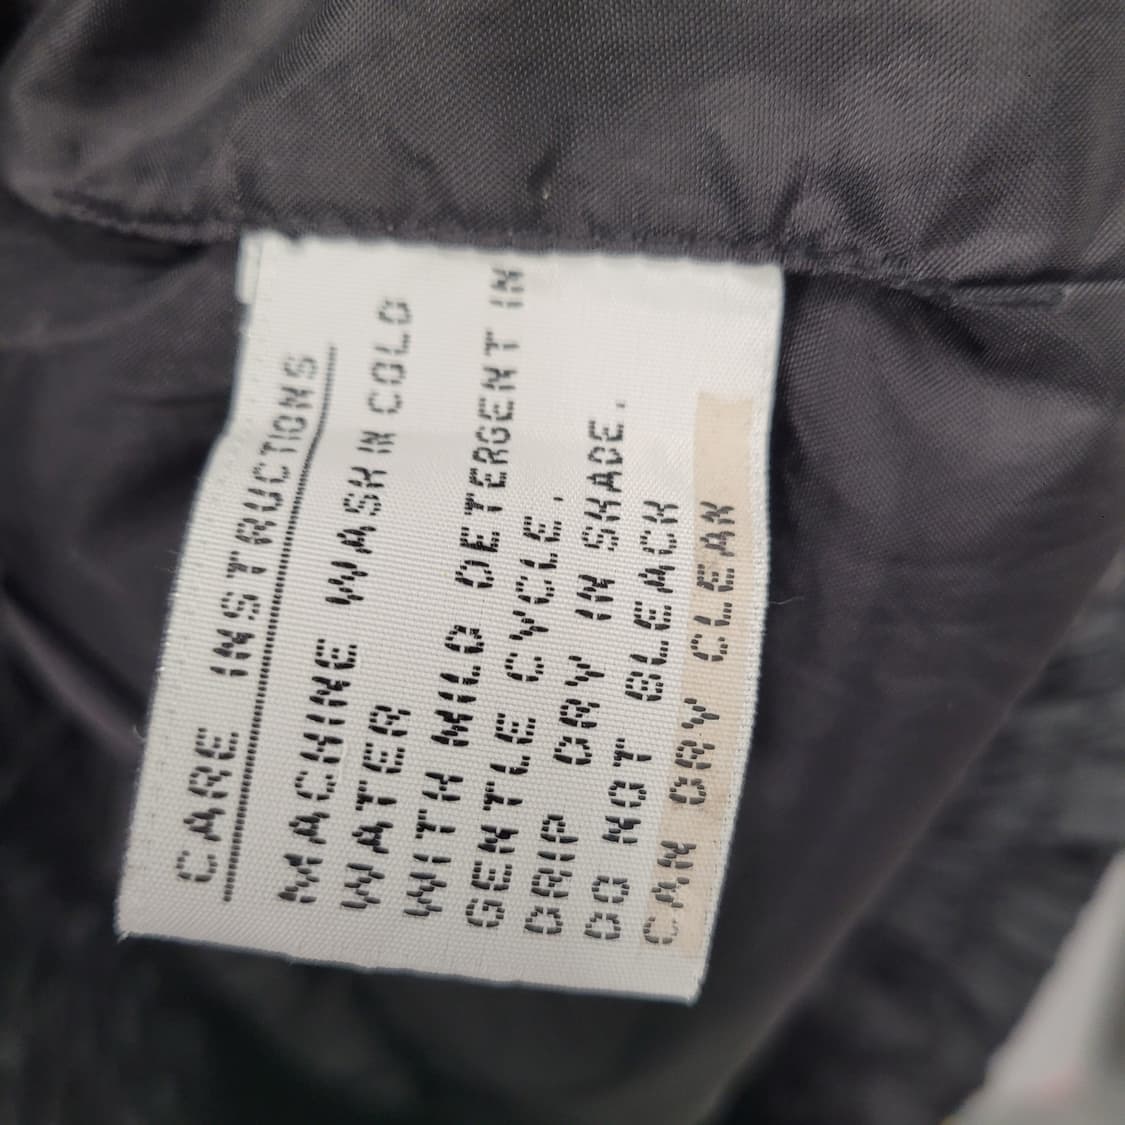 CARE INSTRUCTIONS
MACHINE WASH IN COLD
WATER
WITH MILD DETERGENT IN
GENTLE CYCLE.
DRIP DRY IN SHADE.
DO NOT BLEACH
CAN DRY CLEAN